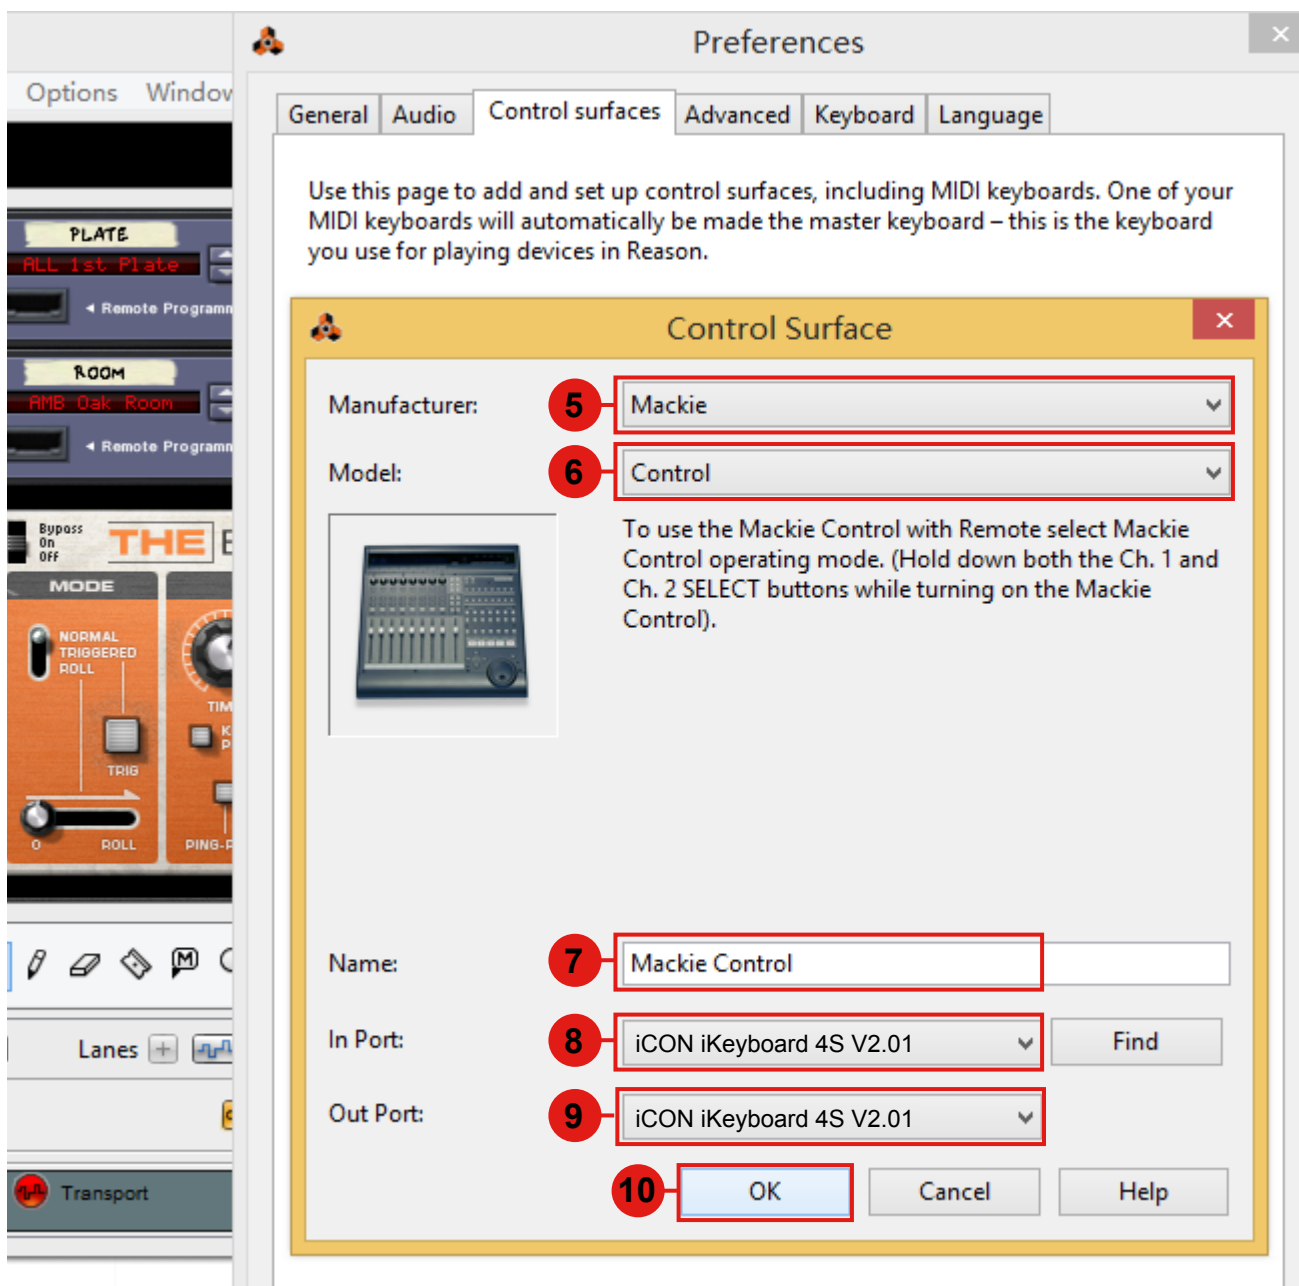 Preferences
Options Window
General Audio Control surfaces Advanced Keyboard Language
Use this page to add and set up control surfaces, including MIDI keyboards. One of your
MIDI keyboards will automatically be made the master keyboard – this is the keyboard
you use for playing devices in Reason.
PLATE
ALL 1st Plate
◄ Remote Programm
ROOM
AMB Oak Room
◄ Remote Programm
Bypass
On
Off
THE
MODE
NORMAL
TRIGGERED
ROLL
TRIG
0 ROLL
TIM
K
P
PING-P
M
Lanes +
Transport
Control Surface
Manufacturer: 5 Mackie
Model: 6 Control
To use the Mackie Control with Remote select Mackie
Control operating mode. (Hold down both the Ch. 1 and
Ch. 2 SELECT buttons while turning on the Mackie
Control).
Name: 7 Mackie Control
In Port: 8 iCON iKeyboard 4S V2.01 Find
Out Port: 9 iCON iKeyboard 4S V2.01
10 OK Cancel Help